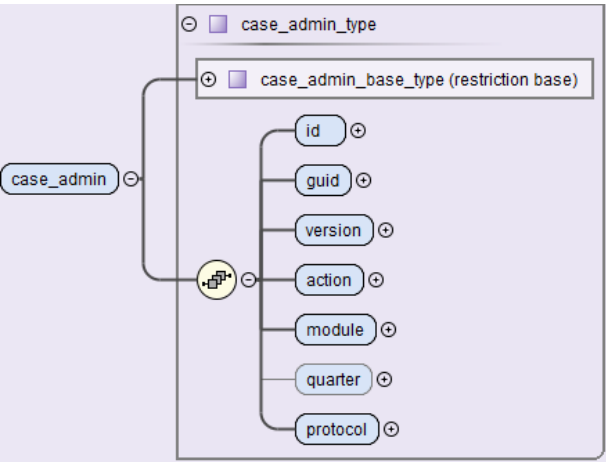 case_admin_type
case_admin_base_type (restriction base)
id
guid
case_admin
version
action
module
quarter
protocol